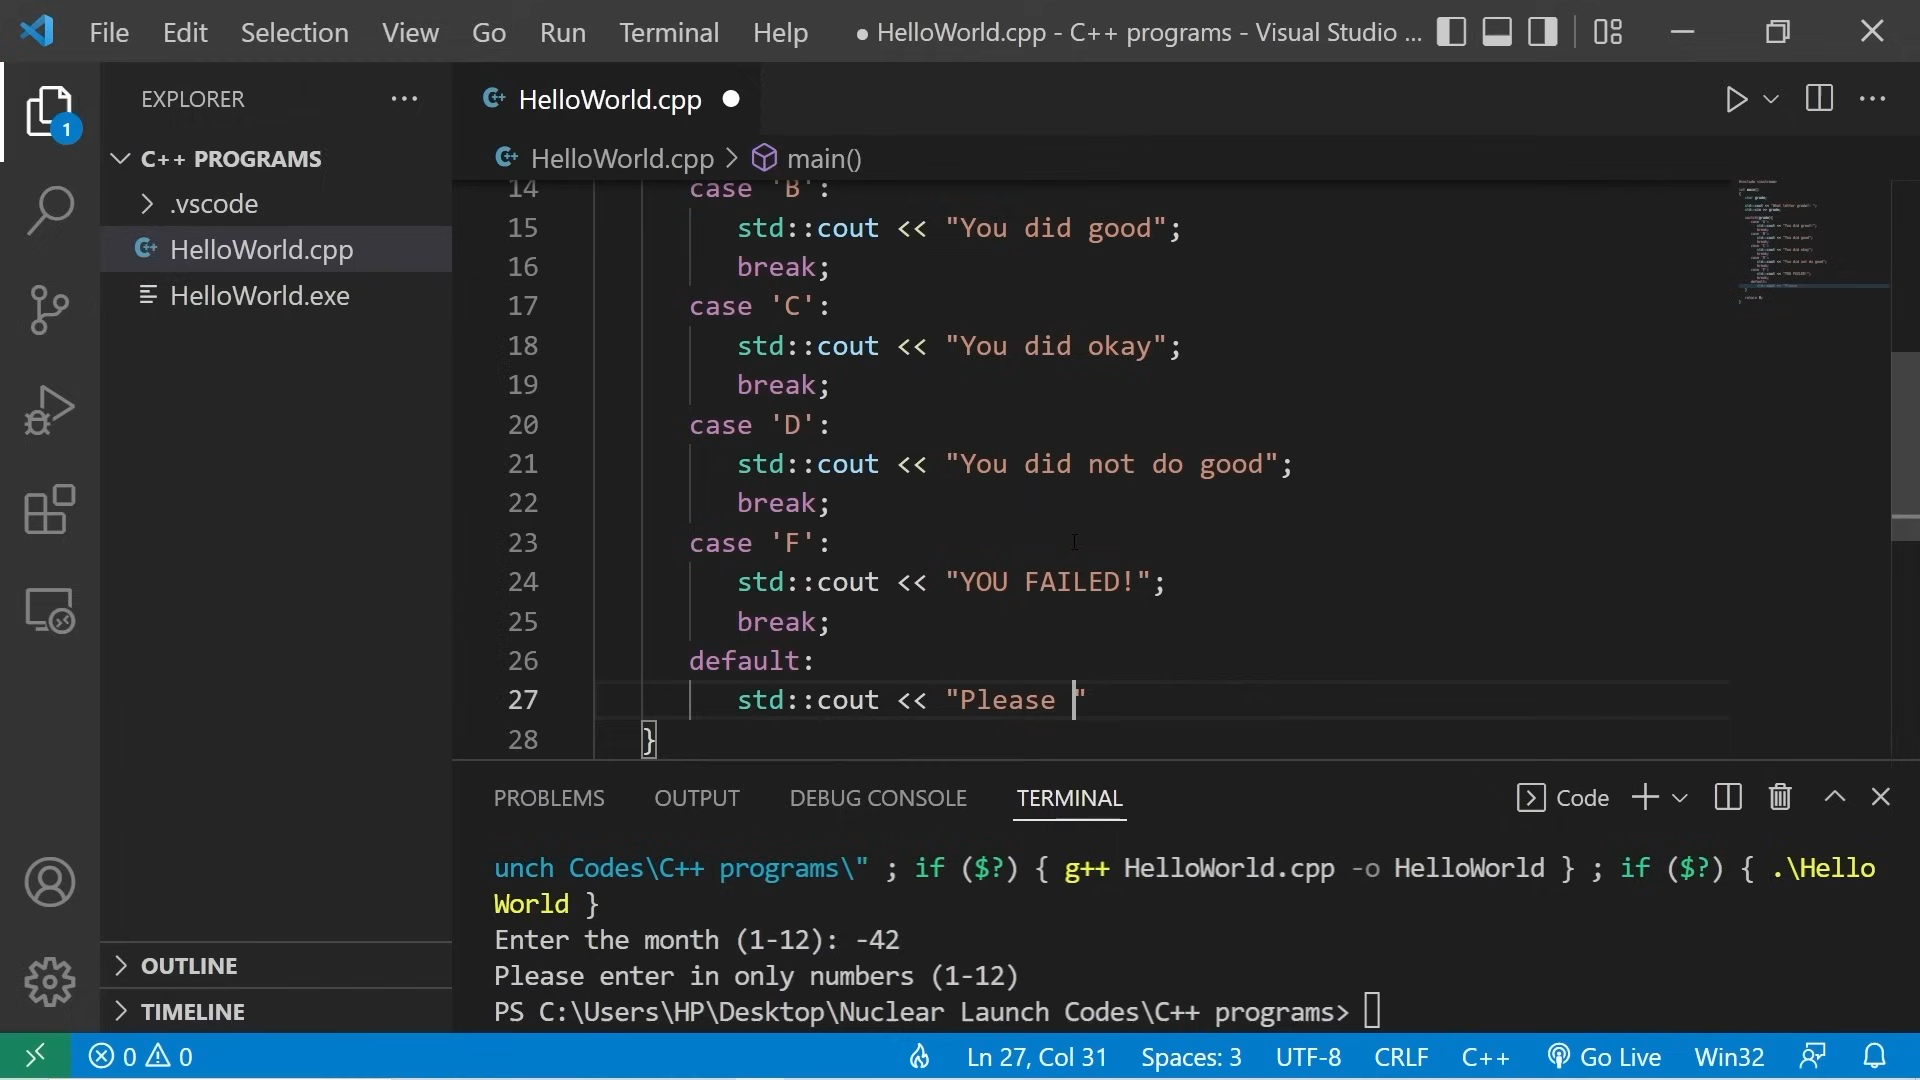 File Edit Selection View Go Run Terminal Help ● HelloWorld.cpp - C++ programs - Visual Studio ...
EXPLORER ...
HelloWorld.cpp ●
C++ PROGRAMS
HelloWorld.cpp > main()
.vscode
HelloWorld.cpp
HelloWorld.exe
1
14 case 'B':
15 std::cout << "You did good";
16 break;
17 case 'C':
18 std::cout << "You did okay";
19 break;
20 case 'D':
21 std::cout << "You did not do good";
22 break;
23 case 'F':
24 std::cout << "YOU FAILED!";
25 break;
26 default:
27 std::cout << "Please "
28 }
PROBLEMS OUTPUT DEBUG CONSOLE TERMINAL Code
unch Codes\C++ programs\" ; if ($?) { g++ HelloWorld.cpp -o HelloWorld } ; if ($?) { .\Hello
World }
Enter the month (1-12): -42
Please enter in only numbers (1-12)
PS C:\Users\HP\Desktop\Nuclear Launch Codes\C++ programs>
OUTLINE
TIMELINE
0 0 Ln 27, Col 31 Spaces: 3 UTF-8 CRLF C++ Go Live Win32